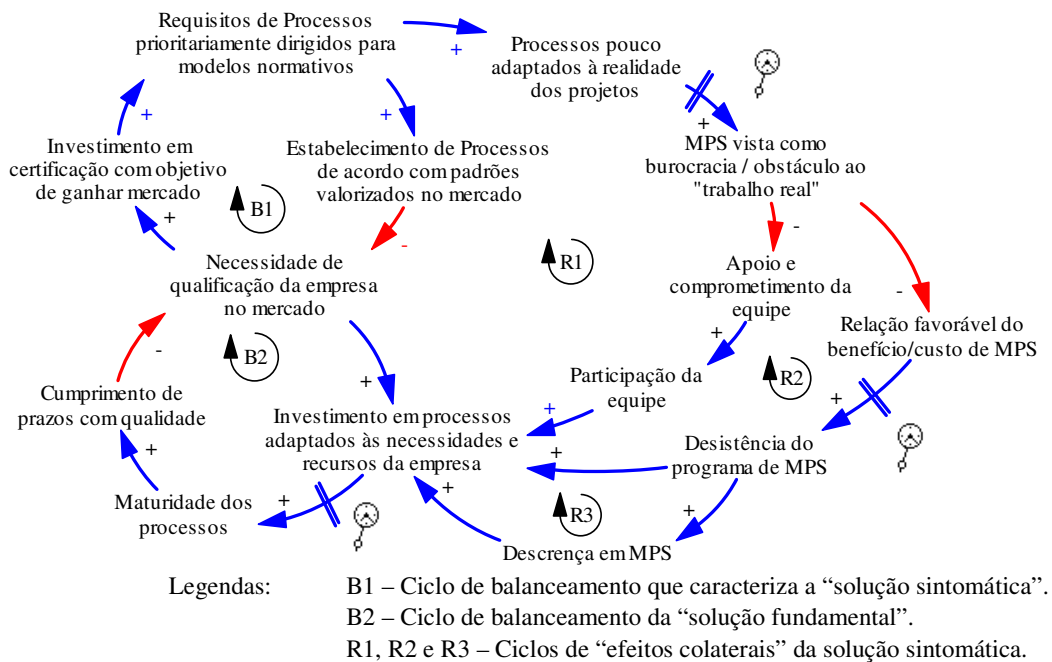 Requisitos de Processos
prioritariamente dirigidos para
modelos normativos
+
Processos pouco
adaptados à realidade
dos projetos
+
+
+
Investimento em
certificação com objetivo
de ganhar mercado
Estabelecimento de Processos
de acordo com padrões
valorizados no mercado
MPS vista como
burocracia / obstáculo ao
"trabalho real"
B1
+
-
-
Necessidade de
qualificação da empresa
no mercado
R1
Apoio e
comprometimento da
equipe
-
Relação favorável do
benefício/custo de MPS
B2
-
+
+
R2
Participação da
equipe
Cumprimento de
prazos com qualidade
+
+
Investimento em processos
adaptados às necessidades e
recursos da empresa
Desistência do
programa de MPS
+
+
+
+
R3
+
Maturidade dos
processos
Descrença em MPS
Legendas:
B1 – Ciclo de balanceamento que caracteriza a “solução sintomática”.
B2 – Ciclo de balanceamento da “solução fundamental”.
R1, R2 e R3 – Ciclos de “efeitos colaterais” da solução sintomática.